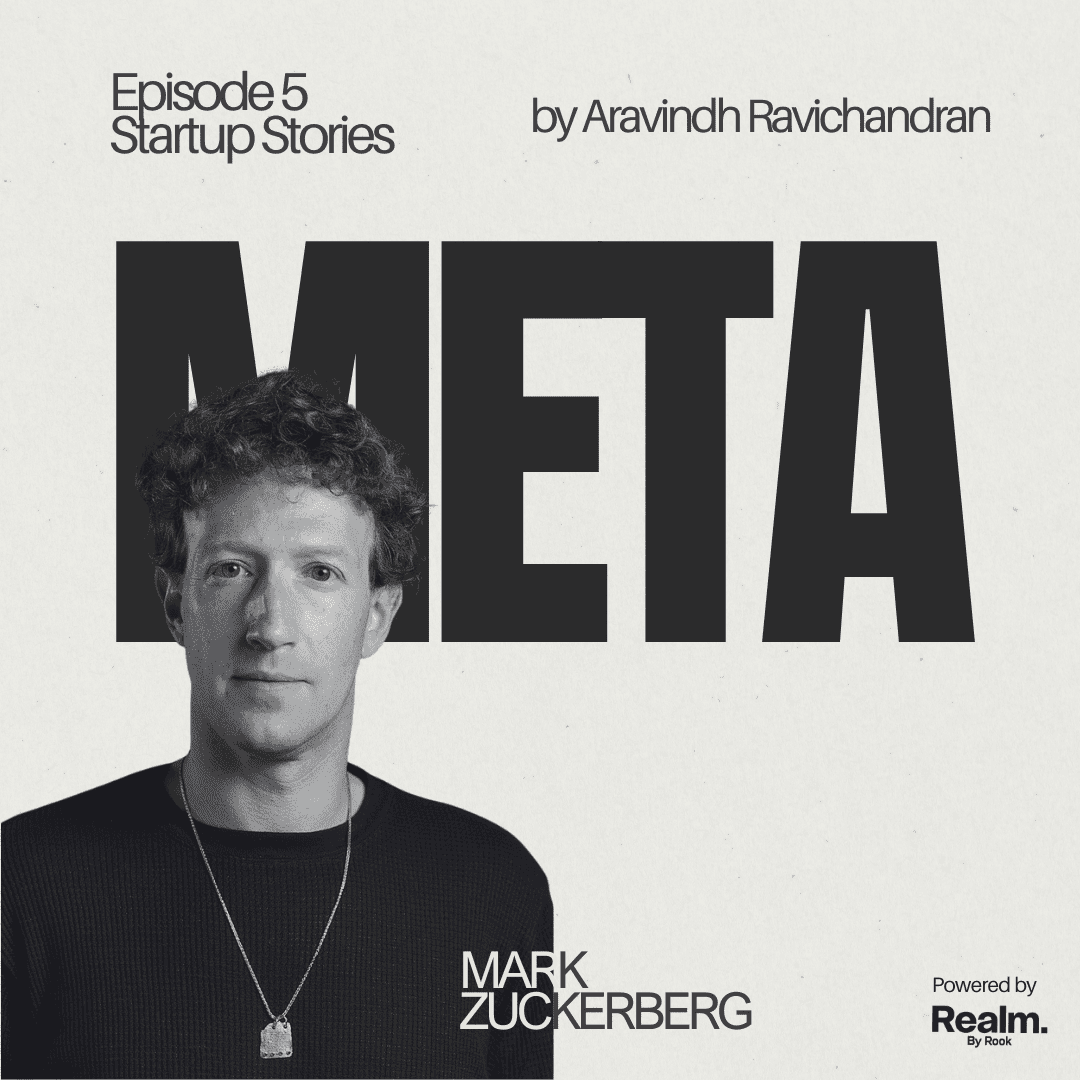 Episode 5
Startup Stories
by Aravindh Ravichandran
META
MARK
ZUCKERBERG
Powered by
Realm.
By Rook